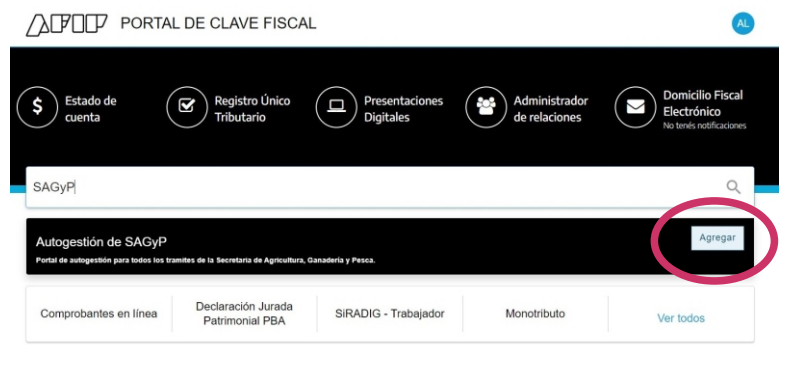 AFIP PORTAL DE CLAVE FISCAL
AL
$ Estado de
cuenta
Registro Único
Tributario
Presentaciones
Digitales
Administrador
de relaciones
Domicilio Fiscal
Electrónico
No tenés notificaciones
SAGyP
Autogestión de SAGyP
Agregar
Portal de autogestión para todos los tramites de la Secretaria de Agricultura, Ganadería y Pesca.
Comprobantes en línea
Declaración Jurada
Patrimonial PBA
SiRADIG - Trabajador
Monotributo
Ver todos